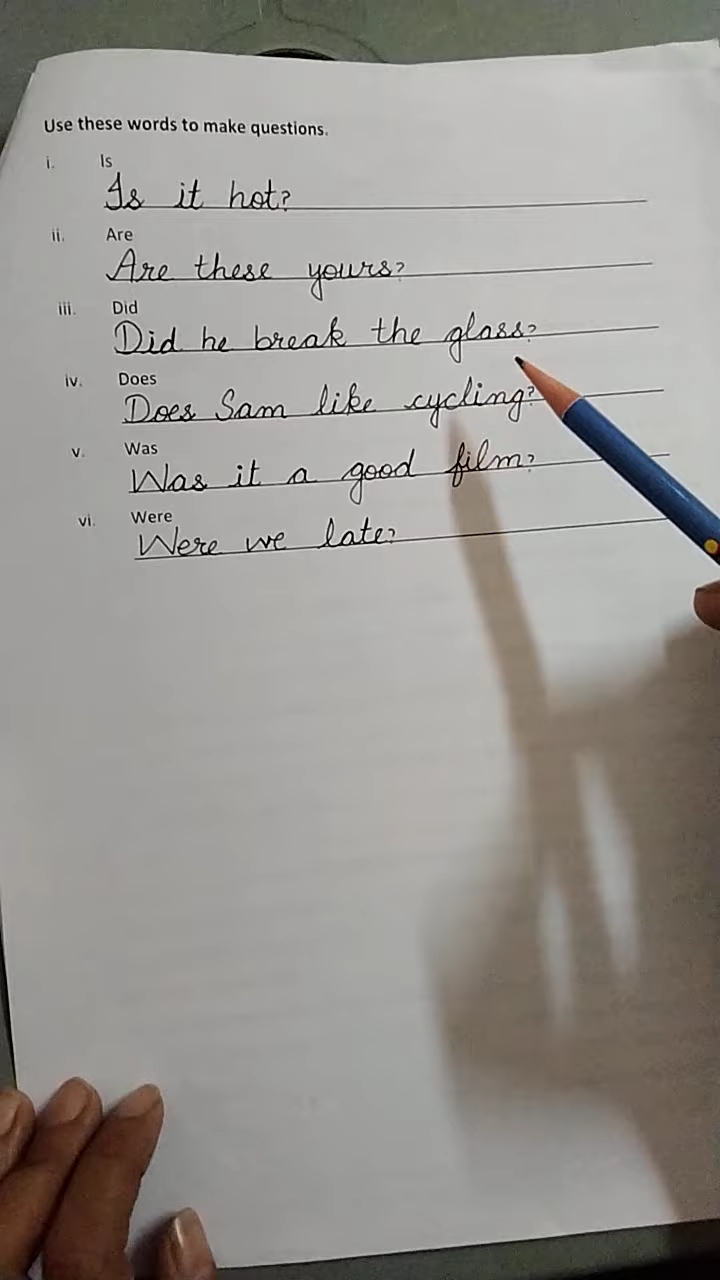 Use these words to make questions.
i. Is
Is it hot?
ii. Are
Are these yours?
iii. Did
Did he break the glass?
iv. Does
Does Sam like cycling?
v. Was
Was it a good film?
vi. Were
Were we late?